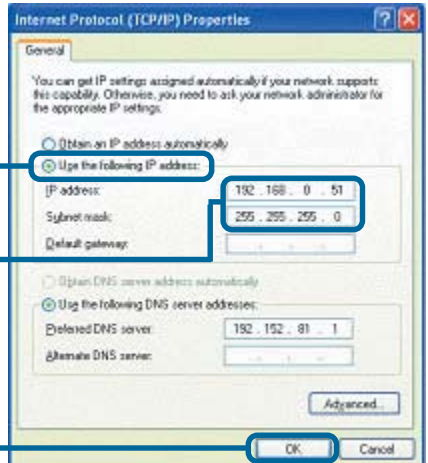 Internet Protocol (TCP/IP) Properties
General
You can get IP settings assigned automatically if your network supports
this capability. Otherwise, you need to ask your network administrator for
the appropriate IP settings.
Obtain an IP address automatically
Use the following IP address:
IP address: 192 . 168 . 0 . 51
Subnet mask: 255 . 255 . 255 . 0
Default gateway: . . .
Obtain DNS server address automatically
Use the following DNS server addresses:
Preferred DNS server: 192 . 152 . 81 . 1
Alternate DNS server: . . .
Advanced...
OK Cancel